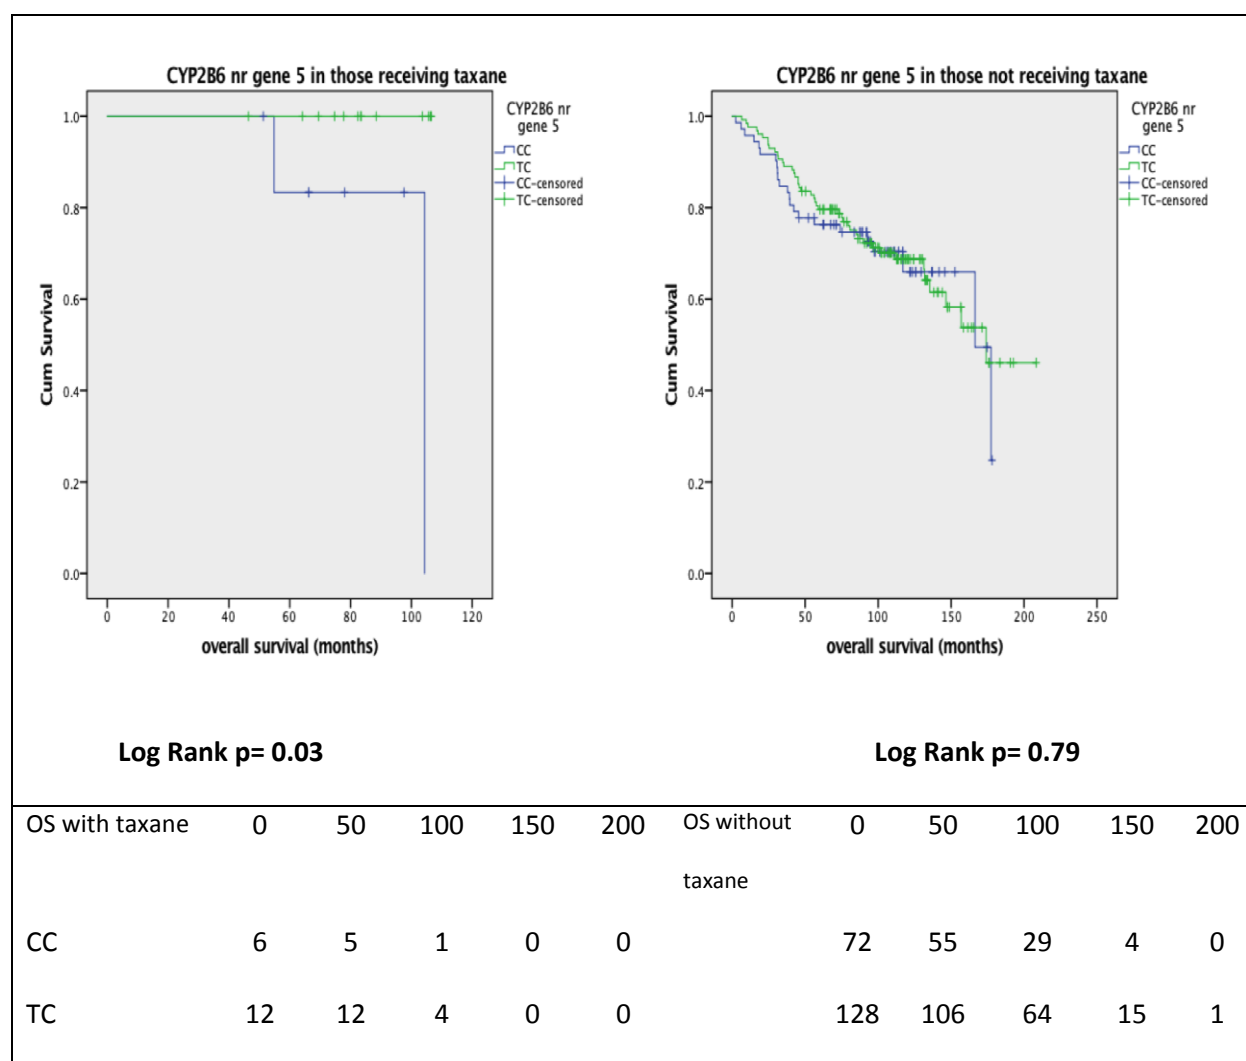 CYP2B6 nr gene 5 in those receiving taxane
CYP2B6 nr
gene 5
CC
TC
CC-censored
TC-censored
1.0
0.8
0.6
0.4
0.2
0.0
Cum Survival
0 20 40 60 80 100 120
overall survival (months)
CYP2B6 nr gene 5 in those not receiving taxane
CYP2B6 nr
gene 5
CC
TC
CC-censored
TC-censored
1.0
0.8
0.6
0.4
0.2
0.0
Cum Survival
0 50 100 150 200 250
overall survival (months)
Log Rank p= 0.03
Log Rank p= 0.79
OS with taxane 0 50 100 150 200 OS without 0 50 100 150 200
taxane
CC 6 5 1 0 0 72 55 29 4 0
TC 12 12 4 0 0 128 106 64 15 1